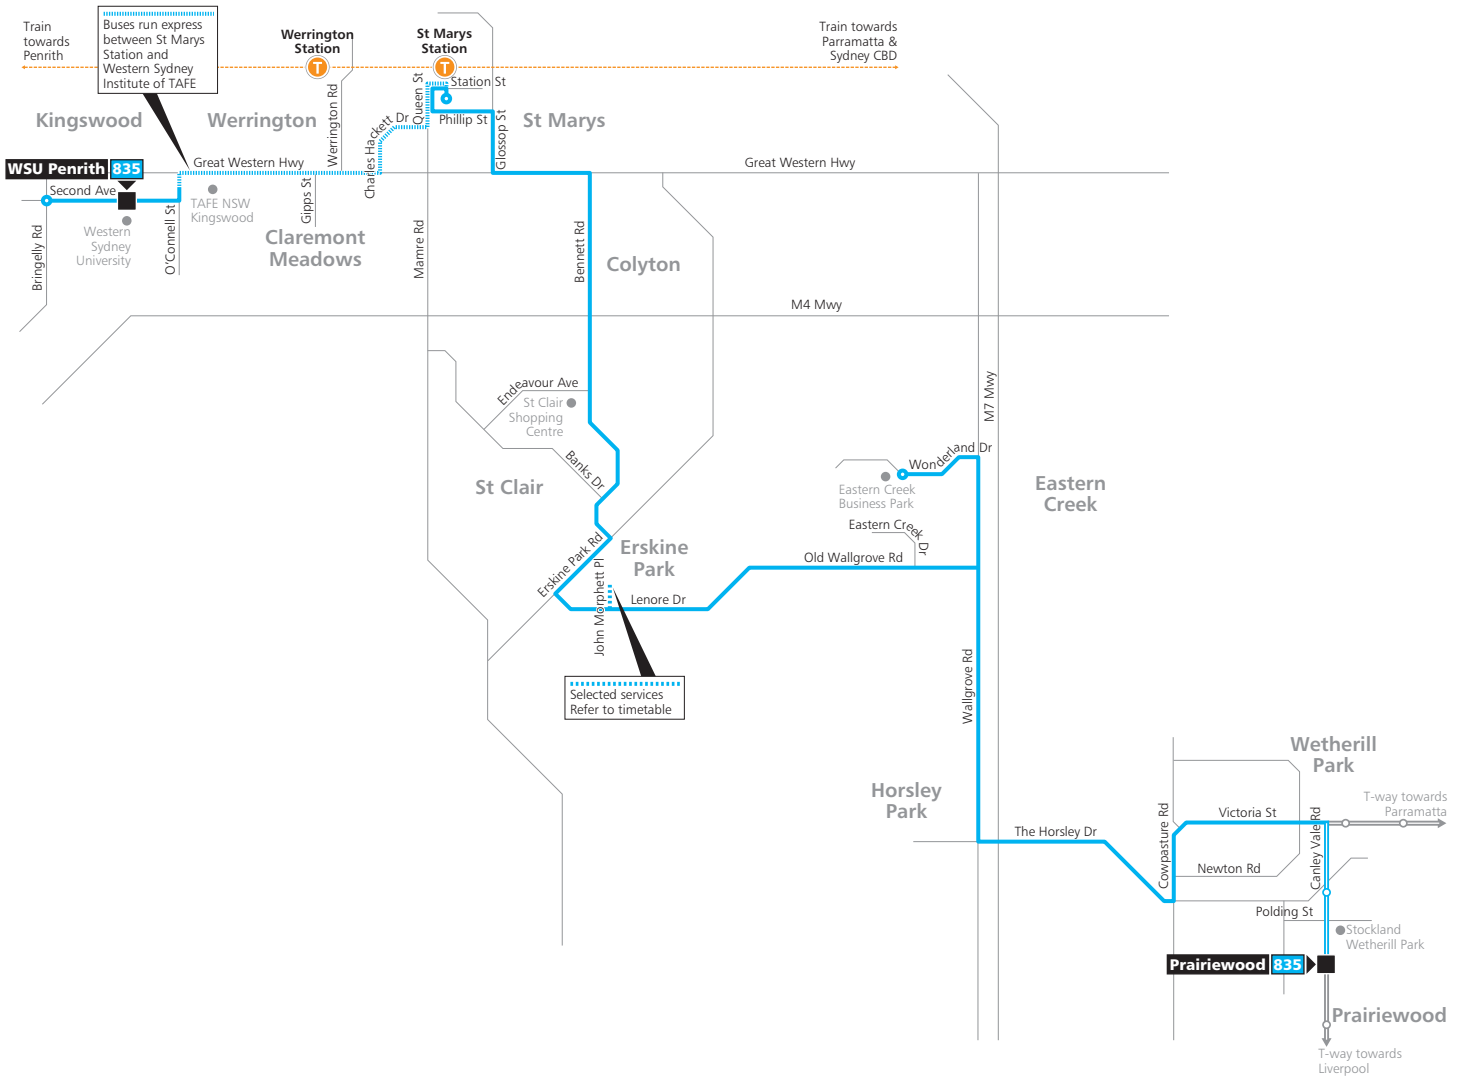 Train
towards
Penrith
Buses run express
between St Marys
Station and
Western Sydney
Institute of TAFE
Werrington
Station
T
St Marys
Station
T
Train towards
Parramatta &
Sydney CBD
Station St
Queen St
Phillip St
Glossop St
Kingswood
Werrington
Werrington Rd
Charles Hackett Dr
St Marys
WSU Penrith 835
Great Western Hwy
Great Western Hwy
Second Ave
TAFE NSW
Kingswood
Gipps St
O'Connell St
Western
Sydney
University
Bringelly Rd
Claremont
Meadows
Mamre Rd
Bennett Rd
Colyton
M4 Mwy
M7 Mwy
Endeavour Ave
St Clair
Shopping
Centre
Banks Dr
St Clair
Wonderland Dr
Eastern Creek
Business Park
Eastern
Creek
Eastern Creek Dr
Old Wallgrove Rd
Erskine Park Rd
Erskine
Park
John Morphett Pl
Lenore Dr
Selected services
Refer to timetable
Wallgrove Rd
Horsley
Park
The Horsley Dr
Wetherill
Park
T-way towards
Parramatta
Cowpasture Rd
Victoria St
Canley Vale Rd
Newton Rd
Polding St
Stockland
Wetherill Park
Prairiewood 835
Prairiewood
T-way towards
Liverpool